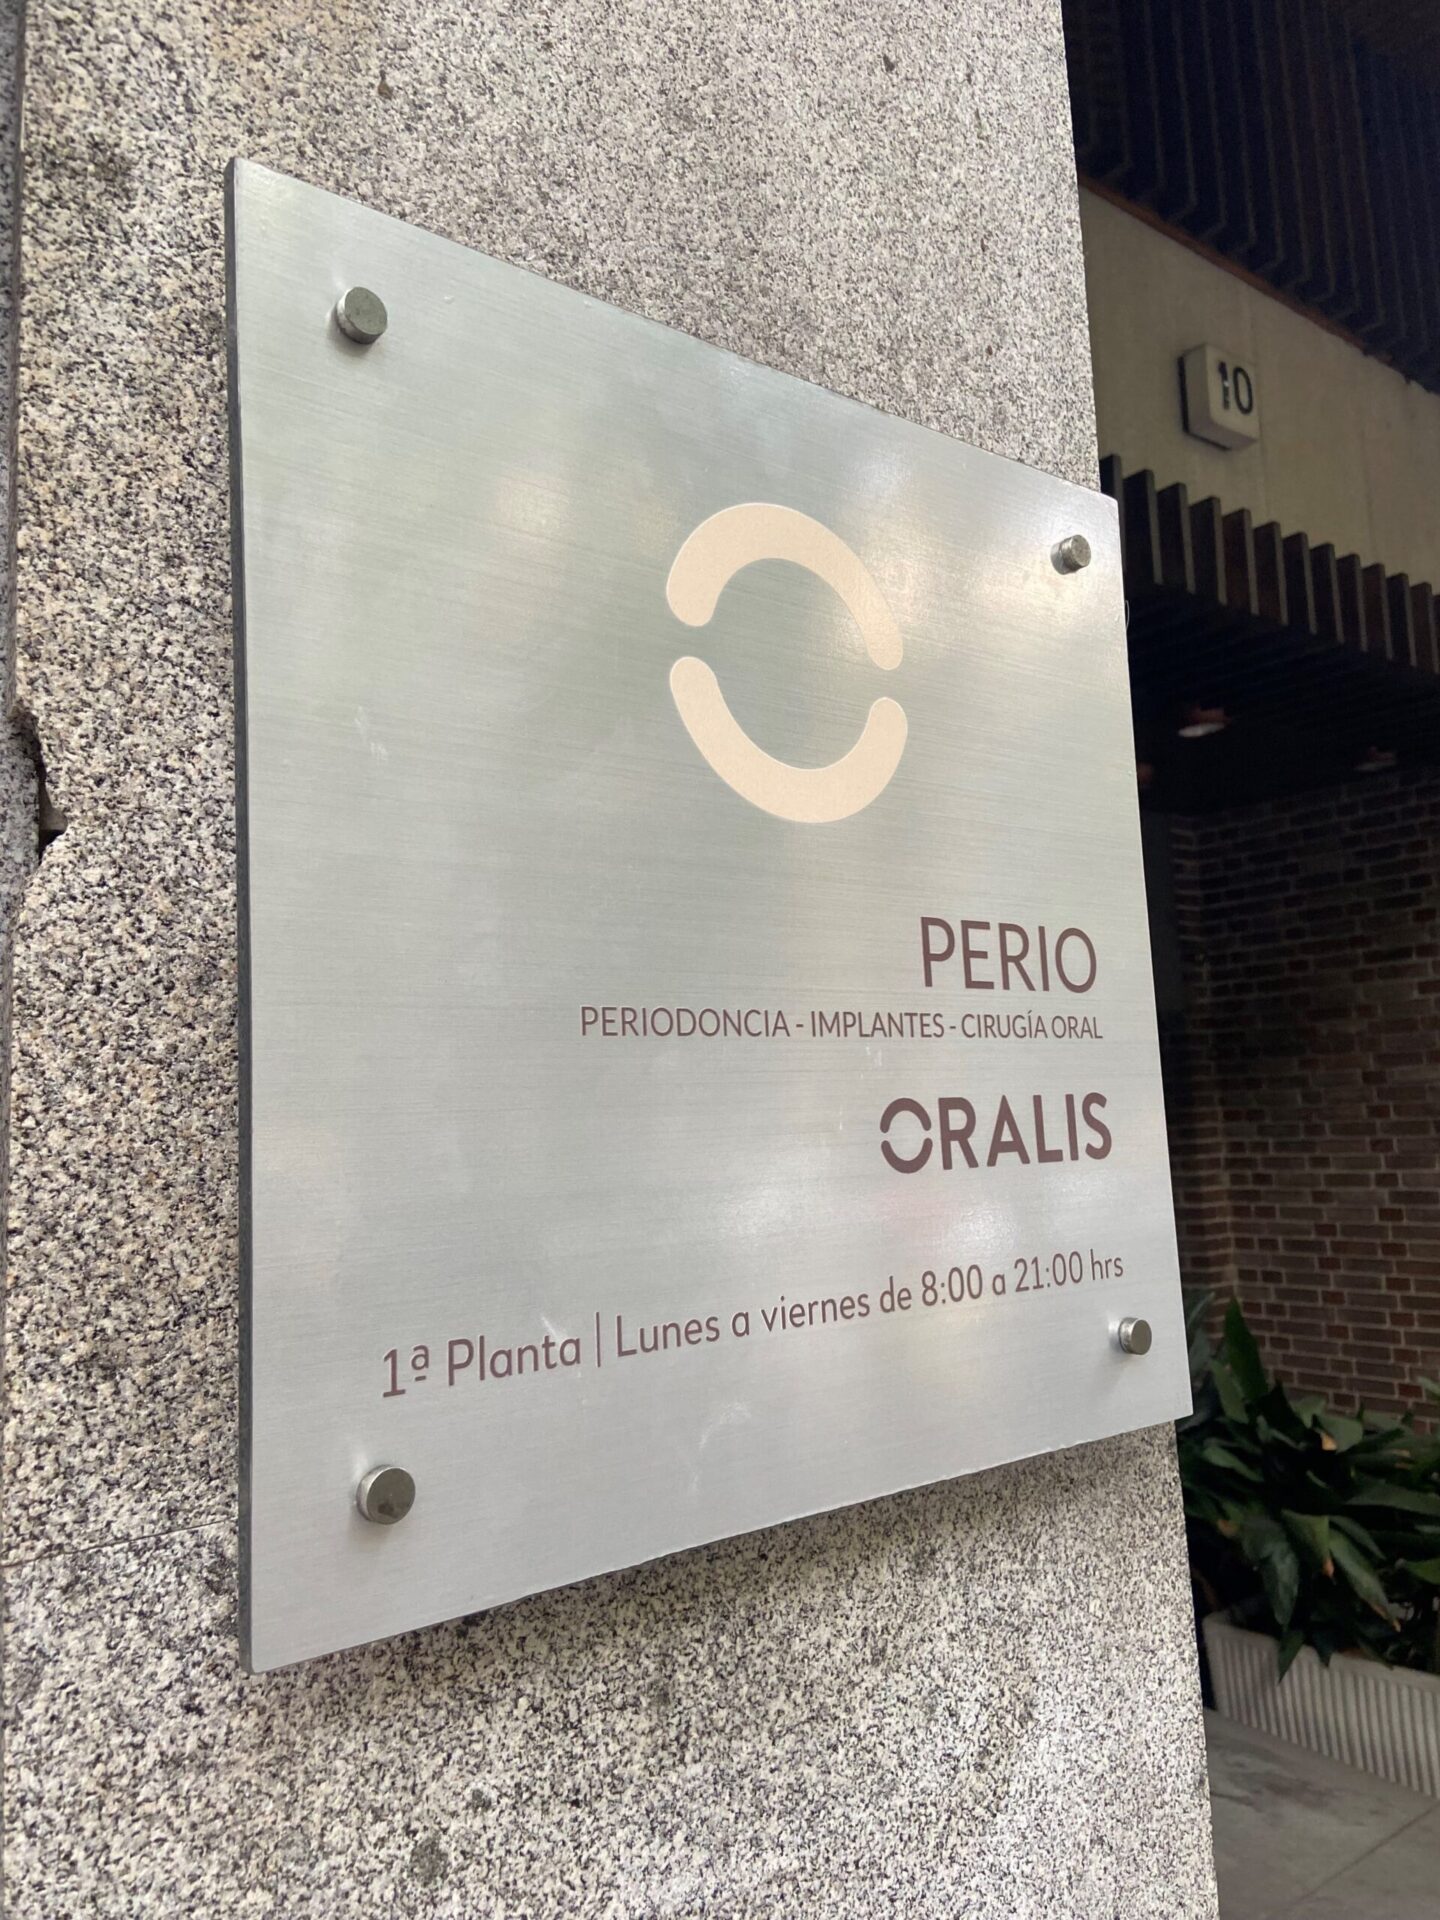 10
PERIO
PERIODONCIA - IMPLANTES - CIRUGÍA ORAL
ORALIS
1ª Planta | Lunes a viernes de 8:00 a 21:00 hrs